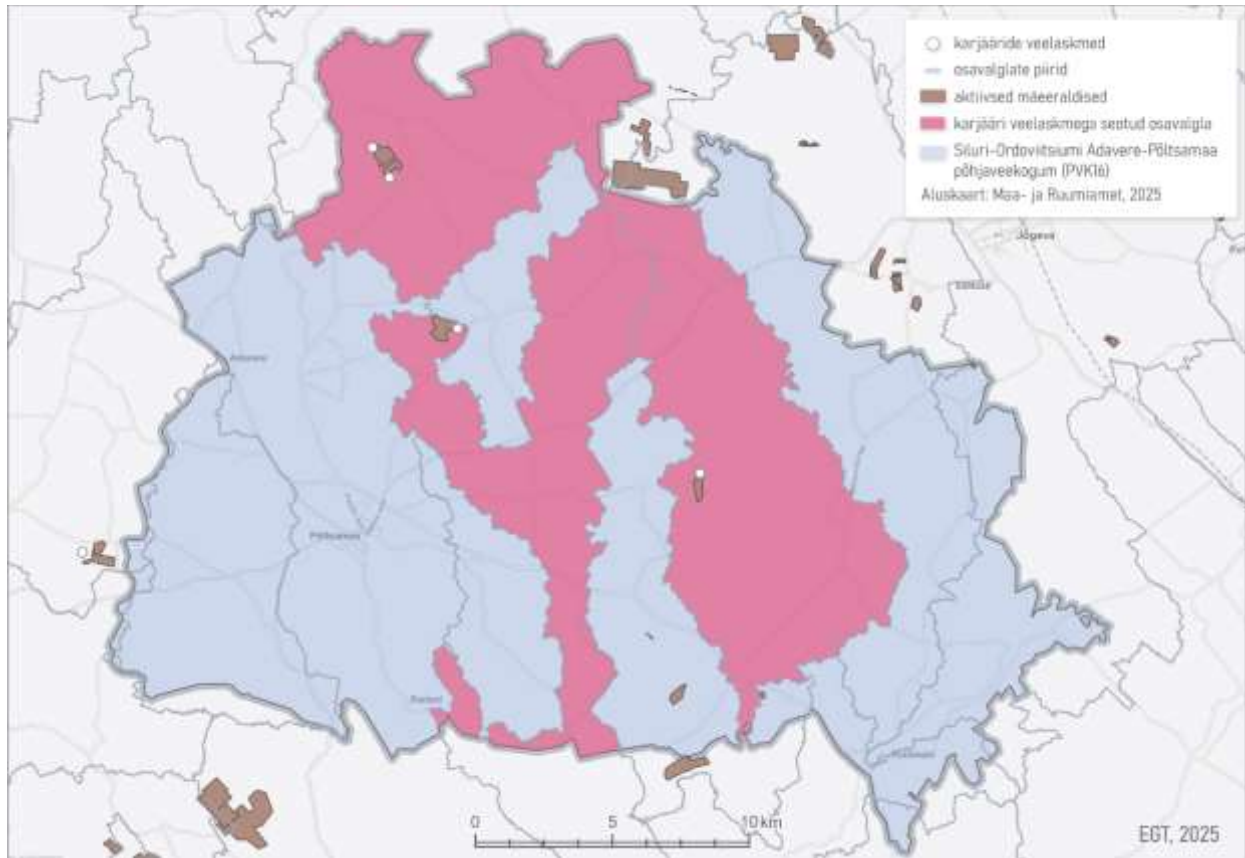 karjääride veelaskmed
osavalglate piirid
aktiivsed mäeeraldised
karjääri veelaskmega seotud osavalgla
Siluri-Ordoviitsiumi Adavere-Põltsamaa
põhjaveekogum (PVK16)
Aluskaart: Maa- ja Ruumiamet, 2025
Jõgeva
Adavere
Põltsamaa
0 5 10 km
EGT, 2025